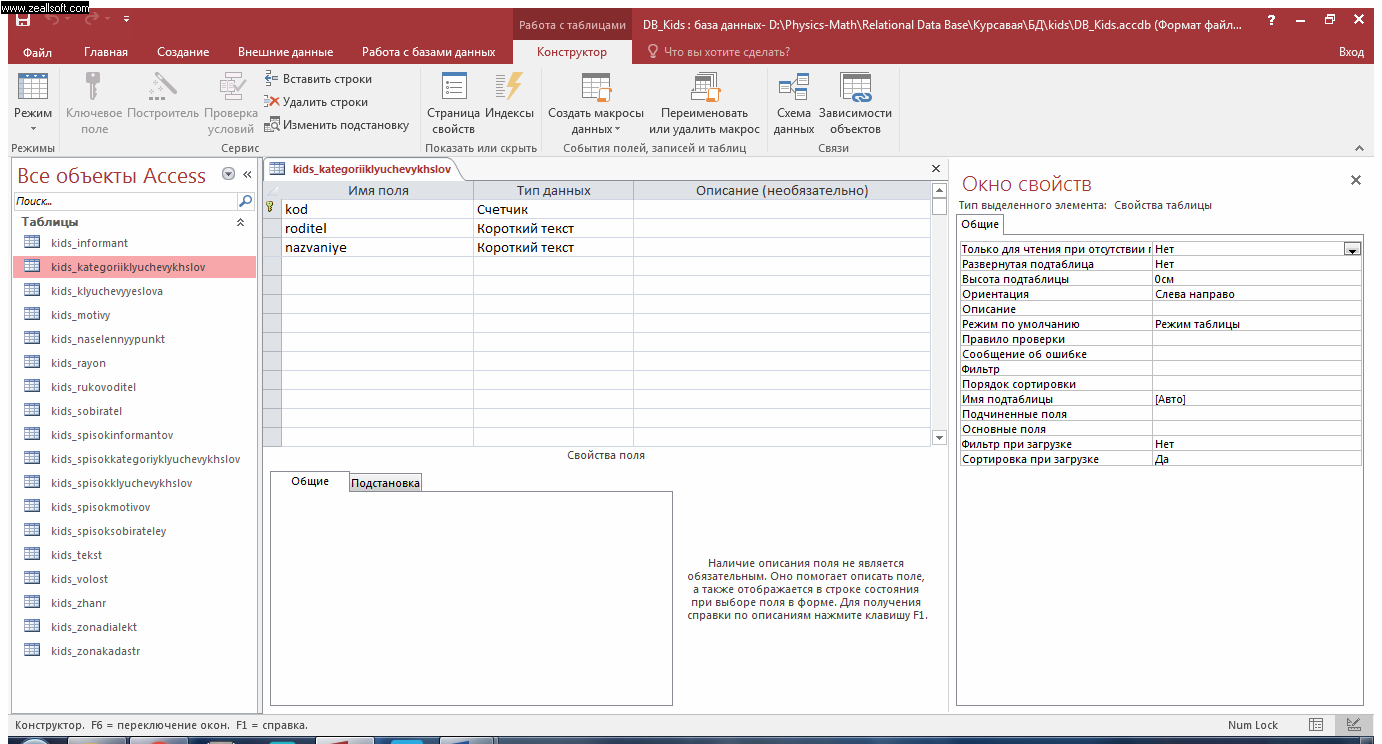 www.zeallsoft.com
Работа с таблицами
DB_Kids : база данных- D:\Physics-Math\Relational Data Base\Курсавая\БД\kids\DB_Kids.accdb (Формат файл...
?
Файл
Главная
Создание
Внешние данные
Работа с базами данных
Конструктор
Что вы хотите сделать?
Вход
Режим
Ключевое поле
Построитель
Проверка условий
Вставить строки
Удалить строки
Изменить подстановку
Страница свойств
Индексы
Создать макросы данных
Переименовать или удалить макрос
Схема данных
Зависимости объектов
Режимы
Сервис
Показать или скрыть
События полей, записей и таблиц
Связи
Все объекты Access
Поиск...
Таблицы
kids_informant
kids_kategoriiklyuchevykhslov
kids_klyuchevyyeslova
kids_motivy
kids_naselennyypunkt
kids_rayon
kids_rukovoditel
kids_sobiratel
kids_spisokinformantov
kids_spisokkategoriyklyuchevykhslov
kids_spisokklyuchevykhslov
kids_spisokmotivov
kids_spisoksobirateley
kids_tekst
kids_volost
kids_zhanr
kids_zonadialekt
kids_zonakadastr
kids_kategoriiklyuchevykhslov
Имя поля Тип данных Описание (необязательно)
kod Счетчик
roditel Короткий текст
nazvaniye Короткий текст
Свойства поля
Общие
Подстановка
Наличие описания поля не является
обязательным. Оно помогает описать поле,
а также отображается в строке состояния
при выборе поля в форме. Для получения
справки по описаниям нажмите клавишу F1.
Окно свойств
Тип выделенного элемента: Свойства таблицы
Общие
Только для чтения при отсутствии п Нет
Развернутая подтаблица Нет
Высота подтаблицы 0см
Ориентация Слева направо
Описание
Режим по умолчанию Режим таблицы
Правило проверки
Сообщение об ошибке
Фильтр
Порядок сортировки
Имя подтаблицы [Авто]
Подчиненные поля
Основные поля
Фильтр при загрузке Нет
Сортировка при загрузке Да
Конструктор. F6 = переключение окон. F1 = справка.
Num Lock